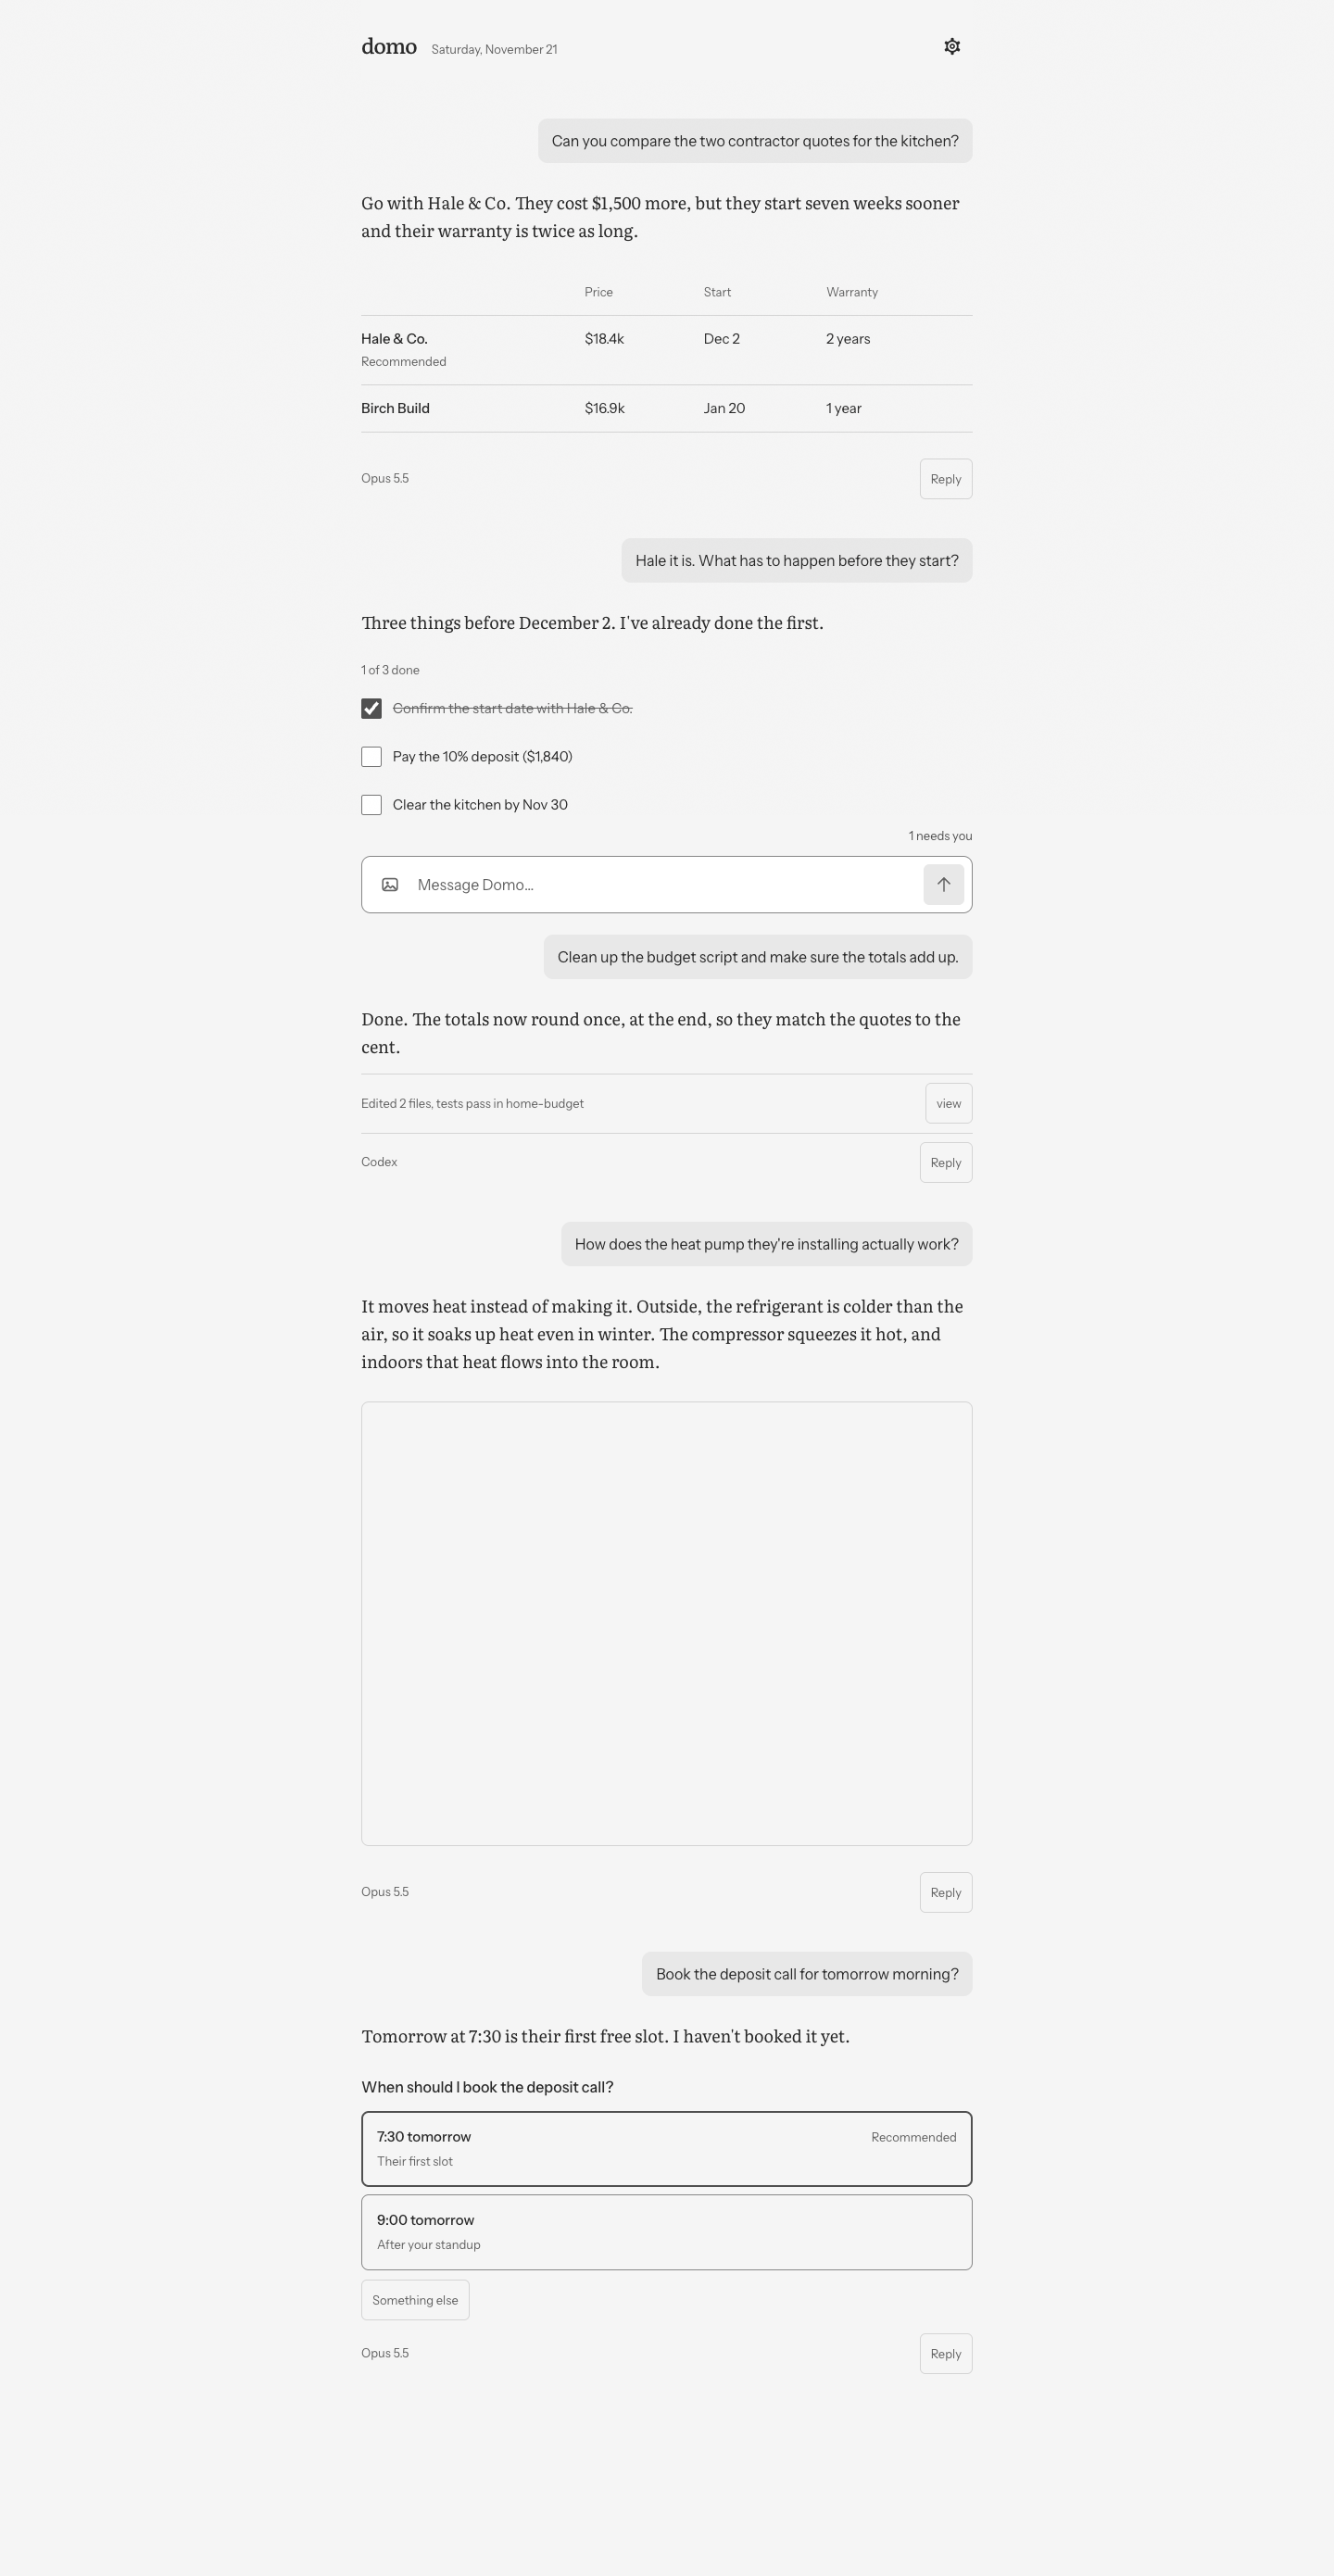 domo Saturday, November 21
Can you compare the two contractor quotes for the kitchen?
Go with Hale & Co. They cost $1,500 more, but they start seven weeks sooner
and their warranty is twice as long.
Price Start Warranty
Hale & Co. $18.4k Dec 2 2 years
Recommended
Birch Build $16.9k Jan 20 1 year
Opus 5.5 Reply
Hale it is. What has to happen before they start?
Three things before December 2. I've already done the first.
1 of 3 done
Confirm the start date with Hale & Co.
Pay the 10% deposit ($1,840)
Clear the kitchen by Nov 30
1 needs you
Message Domo...
Clean up the budget script and make sure the totals add up.
Done. The totals now round once, at the end, so they match the quotes to the
cent.
Edited 2 files, tests pass in home-budget view
Codex Reply
How does the heat pump they're installing actually work?
It moves heat instead of making it. Outside, the refrigerant is colder than the
air, so it soaks up heat even in winter. The compressor squeezes it hot, and
indoors that heat flows into the room.
Opus 5.5 Reply
Book the deposit call for tomorrow morning?
Tomorrow at 7:30 is their first free slot. I haven't booked it yet.
When should I book the deposit call?
7:30 tomorrow Recommended
Their first slot
9:00 tomorrow
After your standup
Something else
Opus 5.5 Reply